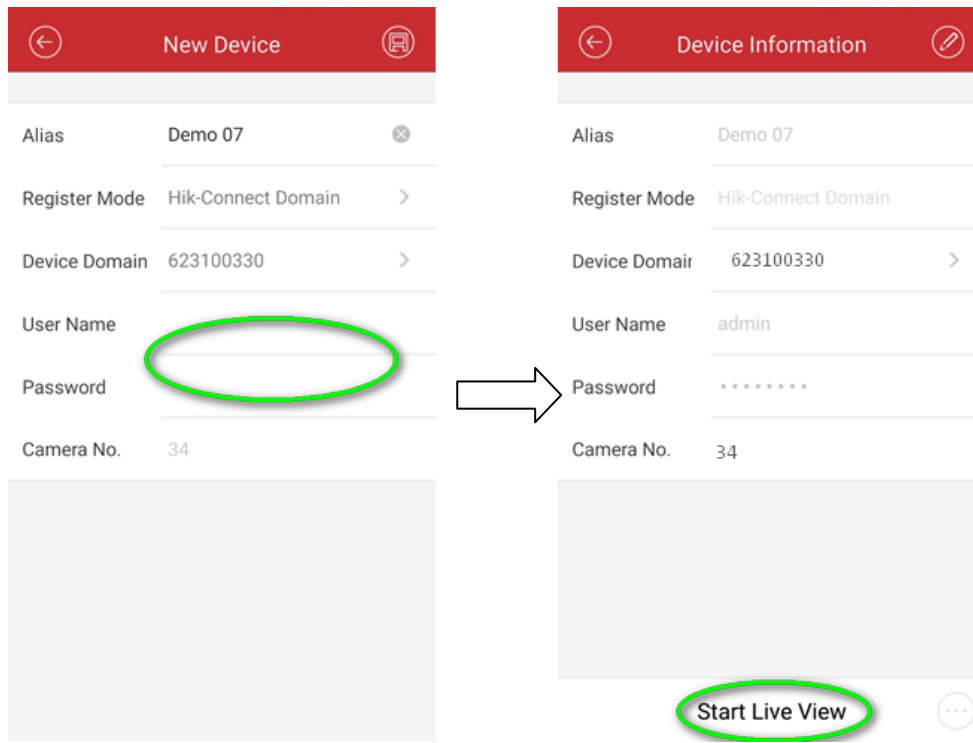 New Device
Alias Demo 07
Register Mode Hik-Connect Domain
Device Domain 623100330
User Name
Password
Camera No. 34
Device Information
Alias Demo 07
Register Mode Hik-Connect Domain
Device Domair 623100330
User Name admin
Password ········
Camera No. 34
Start Live View